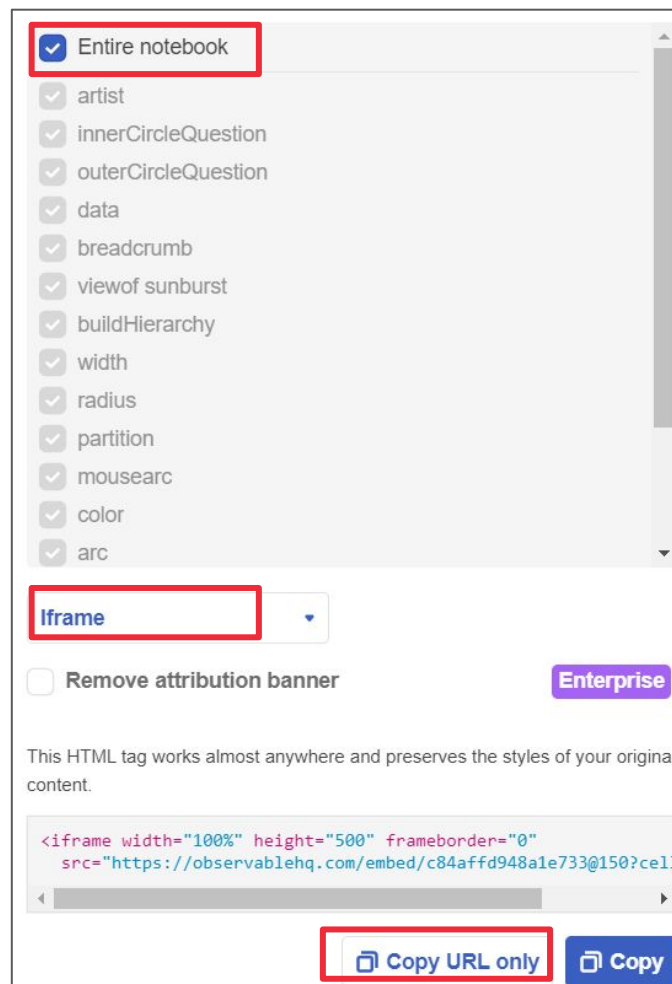 Entire notebook
artist
innerCircleQuestion
outerCircleQuestion
data
breadcrumb
viewof sunburst
buildHierarchy
width
radius
partition
mousearc
color
arc
Iframe
Remove attribution banner
Enterprise
This HTML tag works almost anywhere and preserves the styles of your origina
content.
<iframe width="100%" height="500" frameborder="0"
src="https://observablehq.com/embed/c84affd948a1e733@150?cell
Copy URL only
Copy